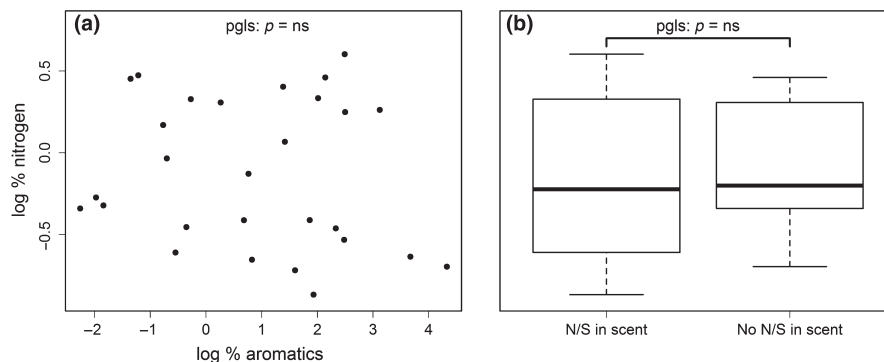 (a)
pgls: p = ns
0.5
0.0
−0.5
log % nitrogen
−2 −1 0 1 2 3 4
log % aromatics
(b)
pgls: p = ns
N/S in scent
No N/S in scent